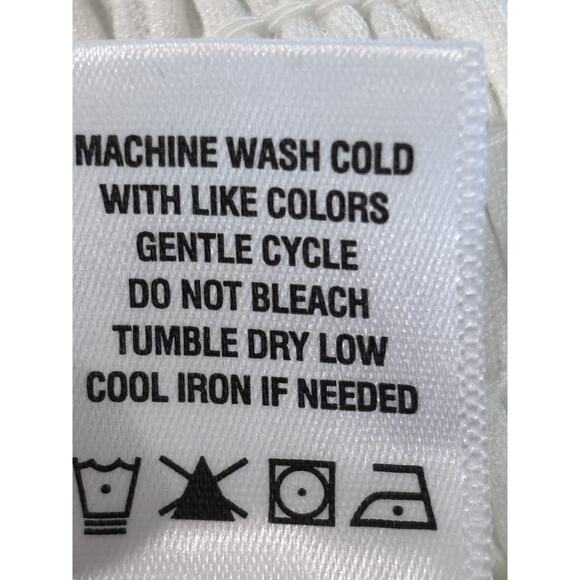 MACHINE WASH COLD
WITH LIKE COLORS
GENTLE CYCLE
DO NOT BLEACH
TUMBLE DRY LOW
COOL IRON IF NEEDED